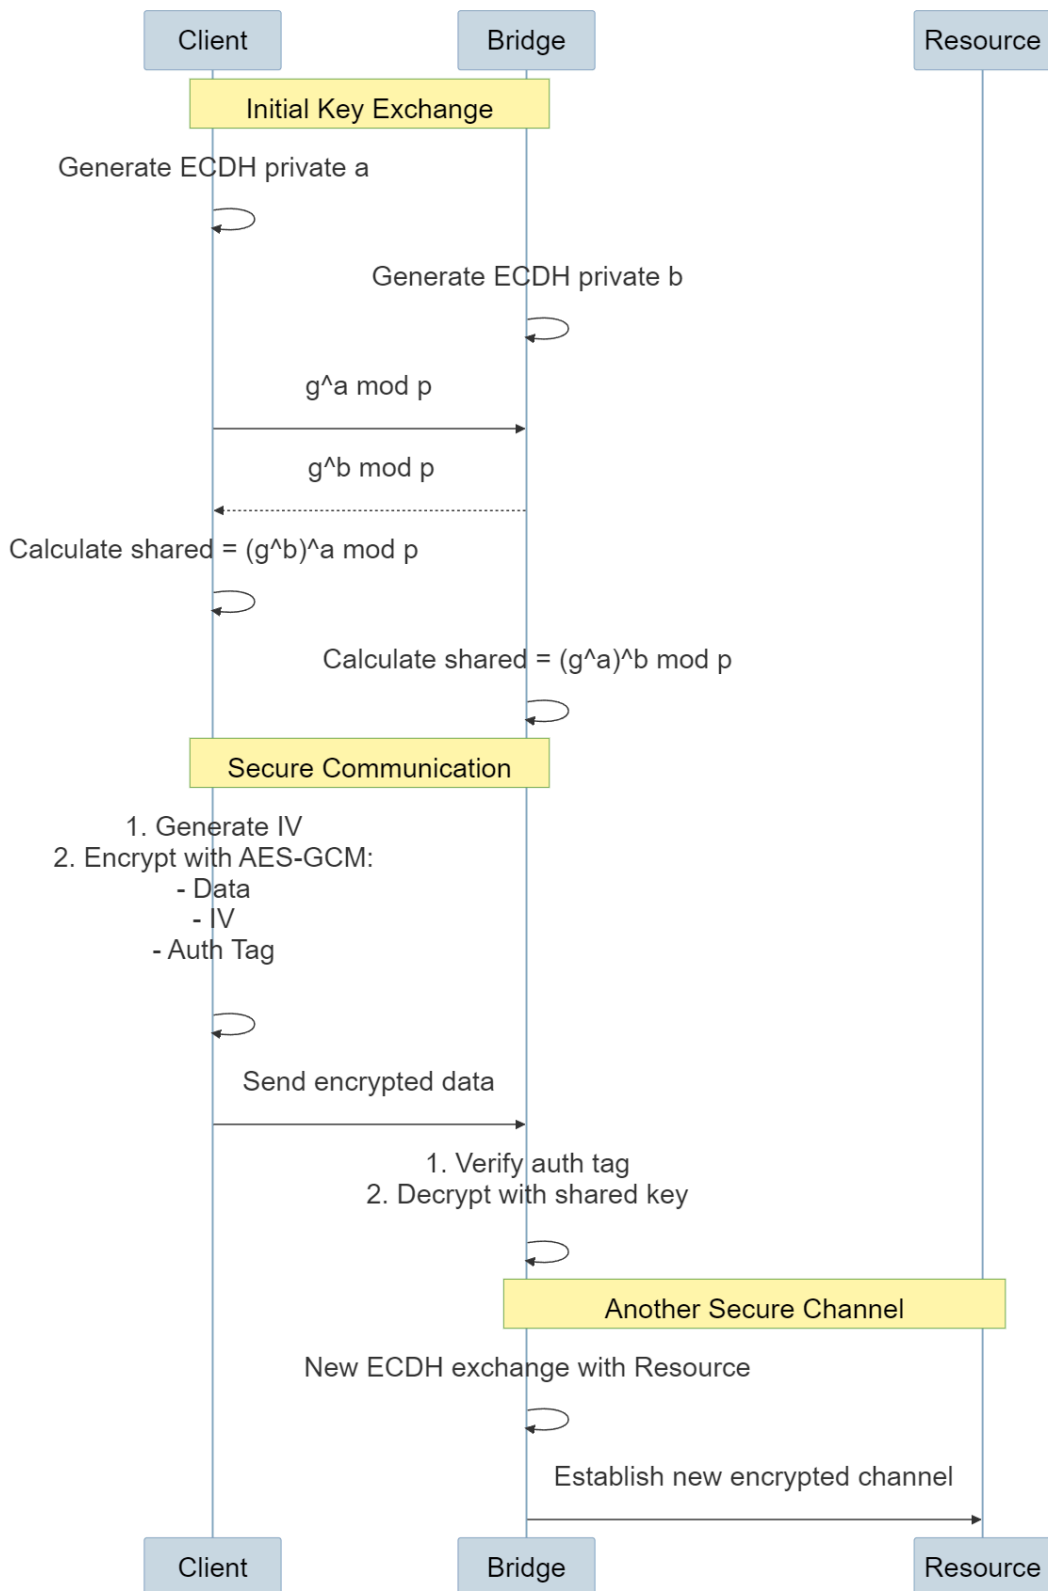 Client
Bridge
Resource
Initial Key Exchange
Generate ECDH private a
Generate ECDH private b
g^a mod p
g^b mod p
Calculate shared = (g^b)^a mod p
Calculate shared = (g^a)^b mod p
Secure Communication
1. Generate IV
2. Encrypt with AES-GCM:
- Data
- IV
- Auth Tag
Send encrypted data
1. Verify auth tag
2. Decrypt with shared key
Another Secure Channel
New ECDH exchange with Resource
Establish new encrypted channel
Client
Bridge
Resource